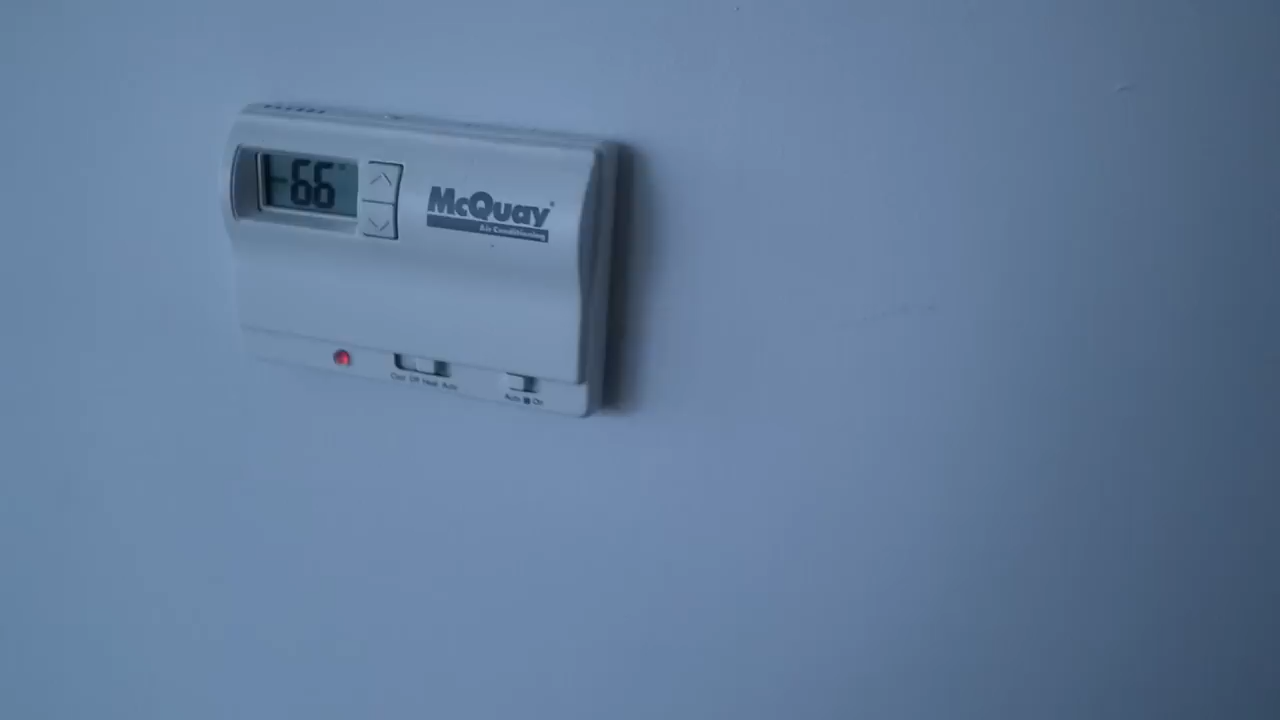 66°
McQuay®
Air Conditioning
Cool Off Heat Auto
Auto ■ On